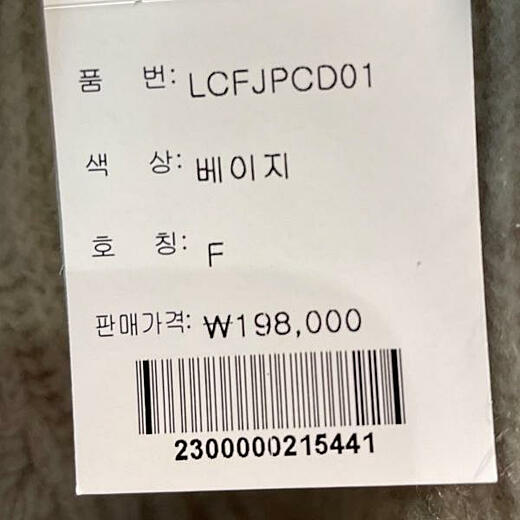 품 번: LCFJPCD01
색 상: 베이지
호 칭: F
판매가격: ₩198,000
2300000215441